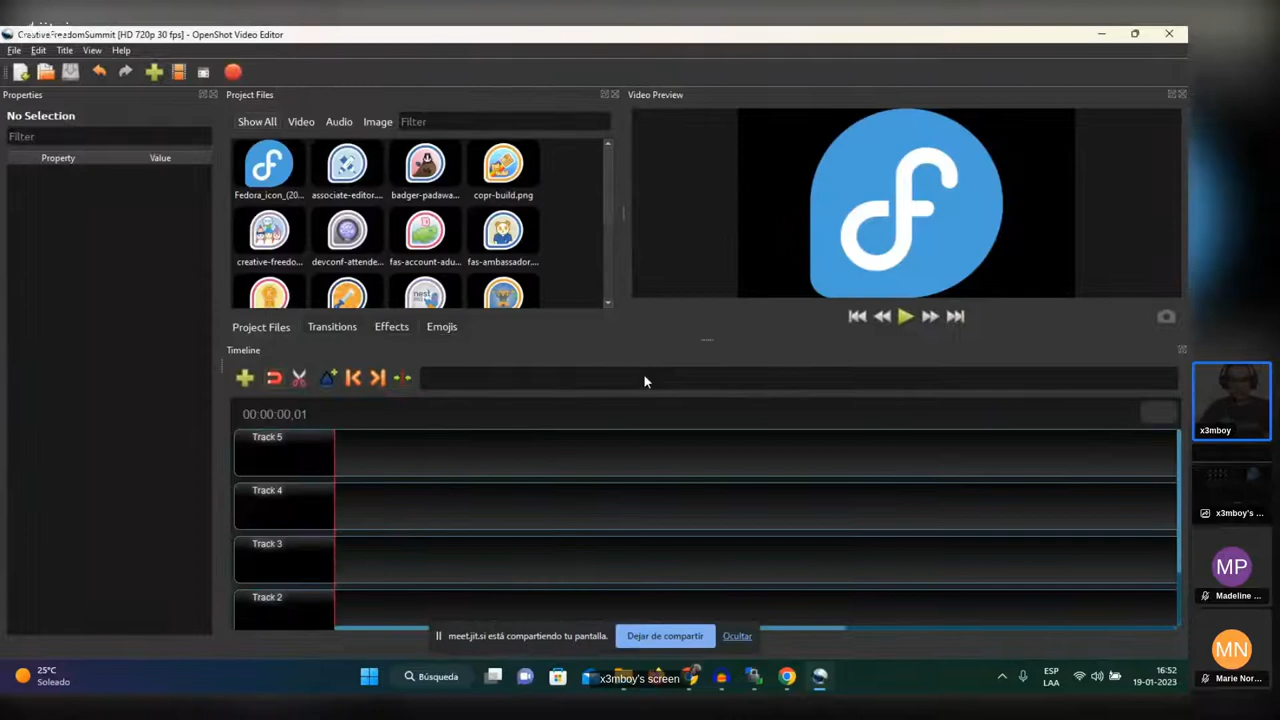 CreativeFreedomSummit [HD 720p 30 fps] - OpenShot Video Editor
File Edit Title View Help
Properties
Project Files
Video Preview
No Selection
Filter
Property Value
Show All Video Audio Image Filter
Fedora_icon_(20... associate-editor.... badger-padawa... copr-build.png
creative-freedo... devconf-attende... fas-account-adu... fas-ambassador....
nest
Project Files Transitions Effects Emojis
Timeline
00:00:00,01
Track 5
Track 4
Track 3
Track 2
meet.jit.si está compartiendo tu pantalla. Dejar de compartir Ocultar
x3mboy
x3mboy's ...
MP
Madeline ...
MN
Marie Nor...
25°C
Soleado
Búsqueda
x3mboy's screen
ESP
LAA
16:52
19-01-2023